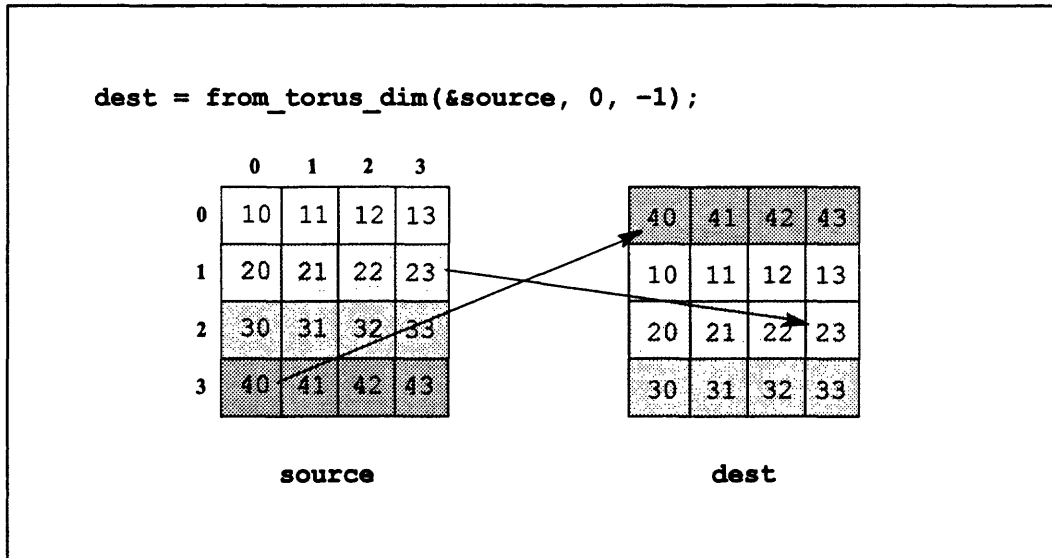 dest = from_torus_dim(&source, 0, -1);
0 1 2 3
0 10 11 12 13 40 41 42 43
1 20 21 22 23 10 11 12 13
2 30 31 32 33 20 21 22 23
3 40 41 42 43 30 31 32 33
source dest